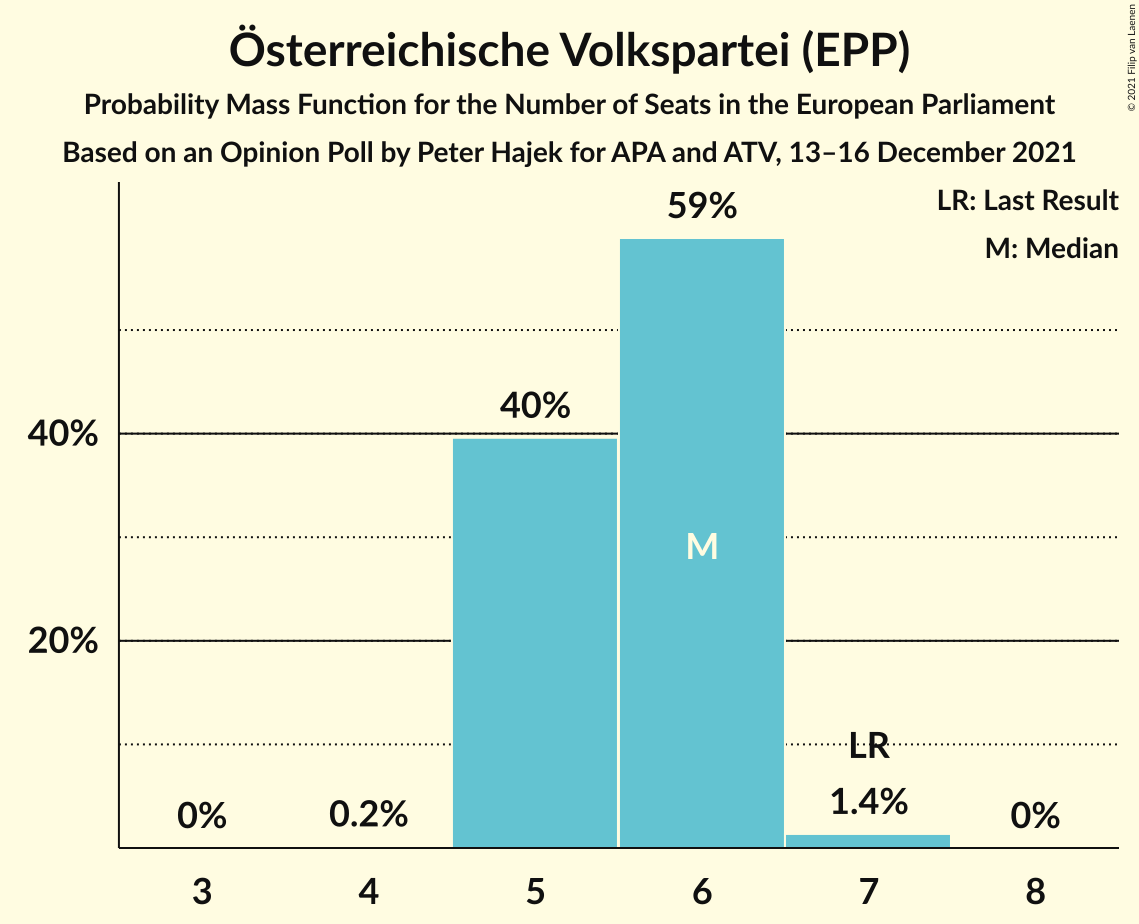 Österreichische Volkspartei (EPP)
Probability Mass Function for the Number of Seats in the European Parliament
Based on an Opinion Poll by Peter Hajek for APA and ATV, 13–16 December 2021
© 2021 Filip van Laenen
LR: Last Result
M: Median
59%
40%
40%
M
20%
LR
0%
0.2%
1.4%
0%
3
4
5
6
7
8